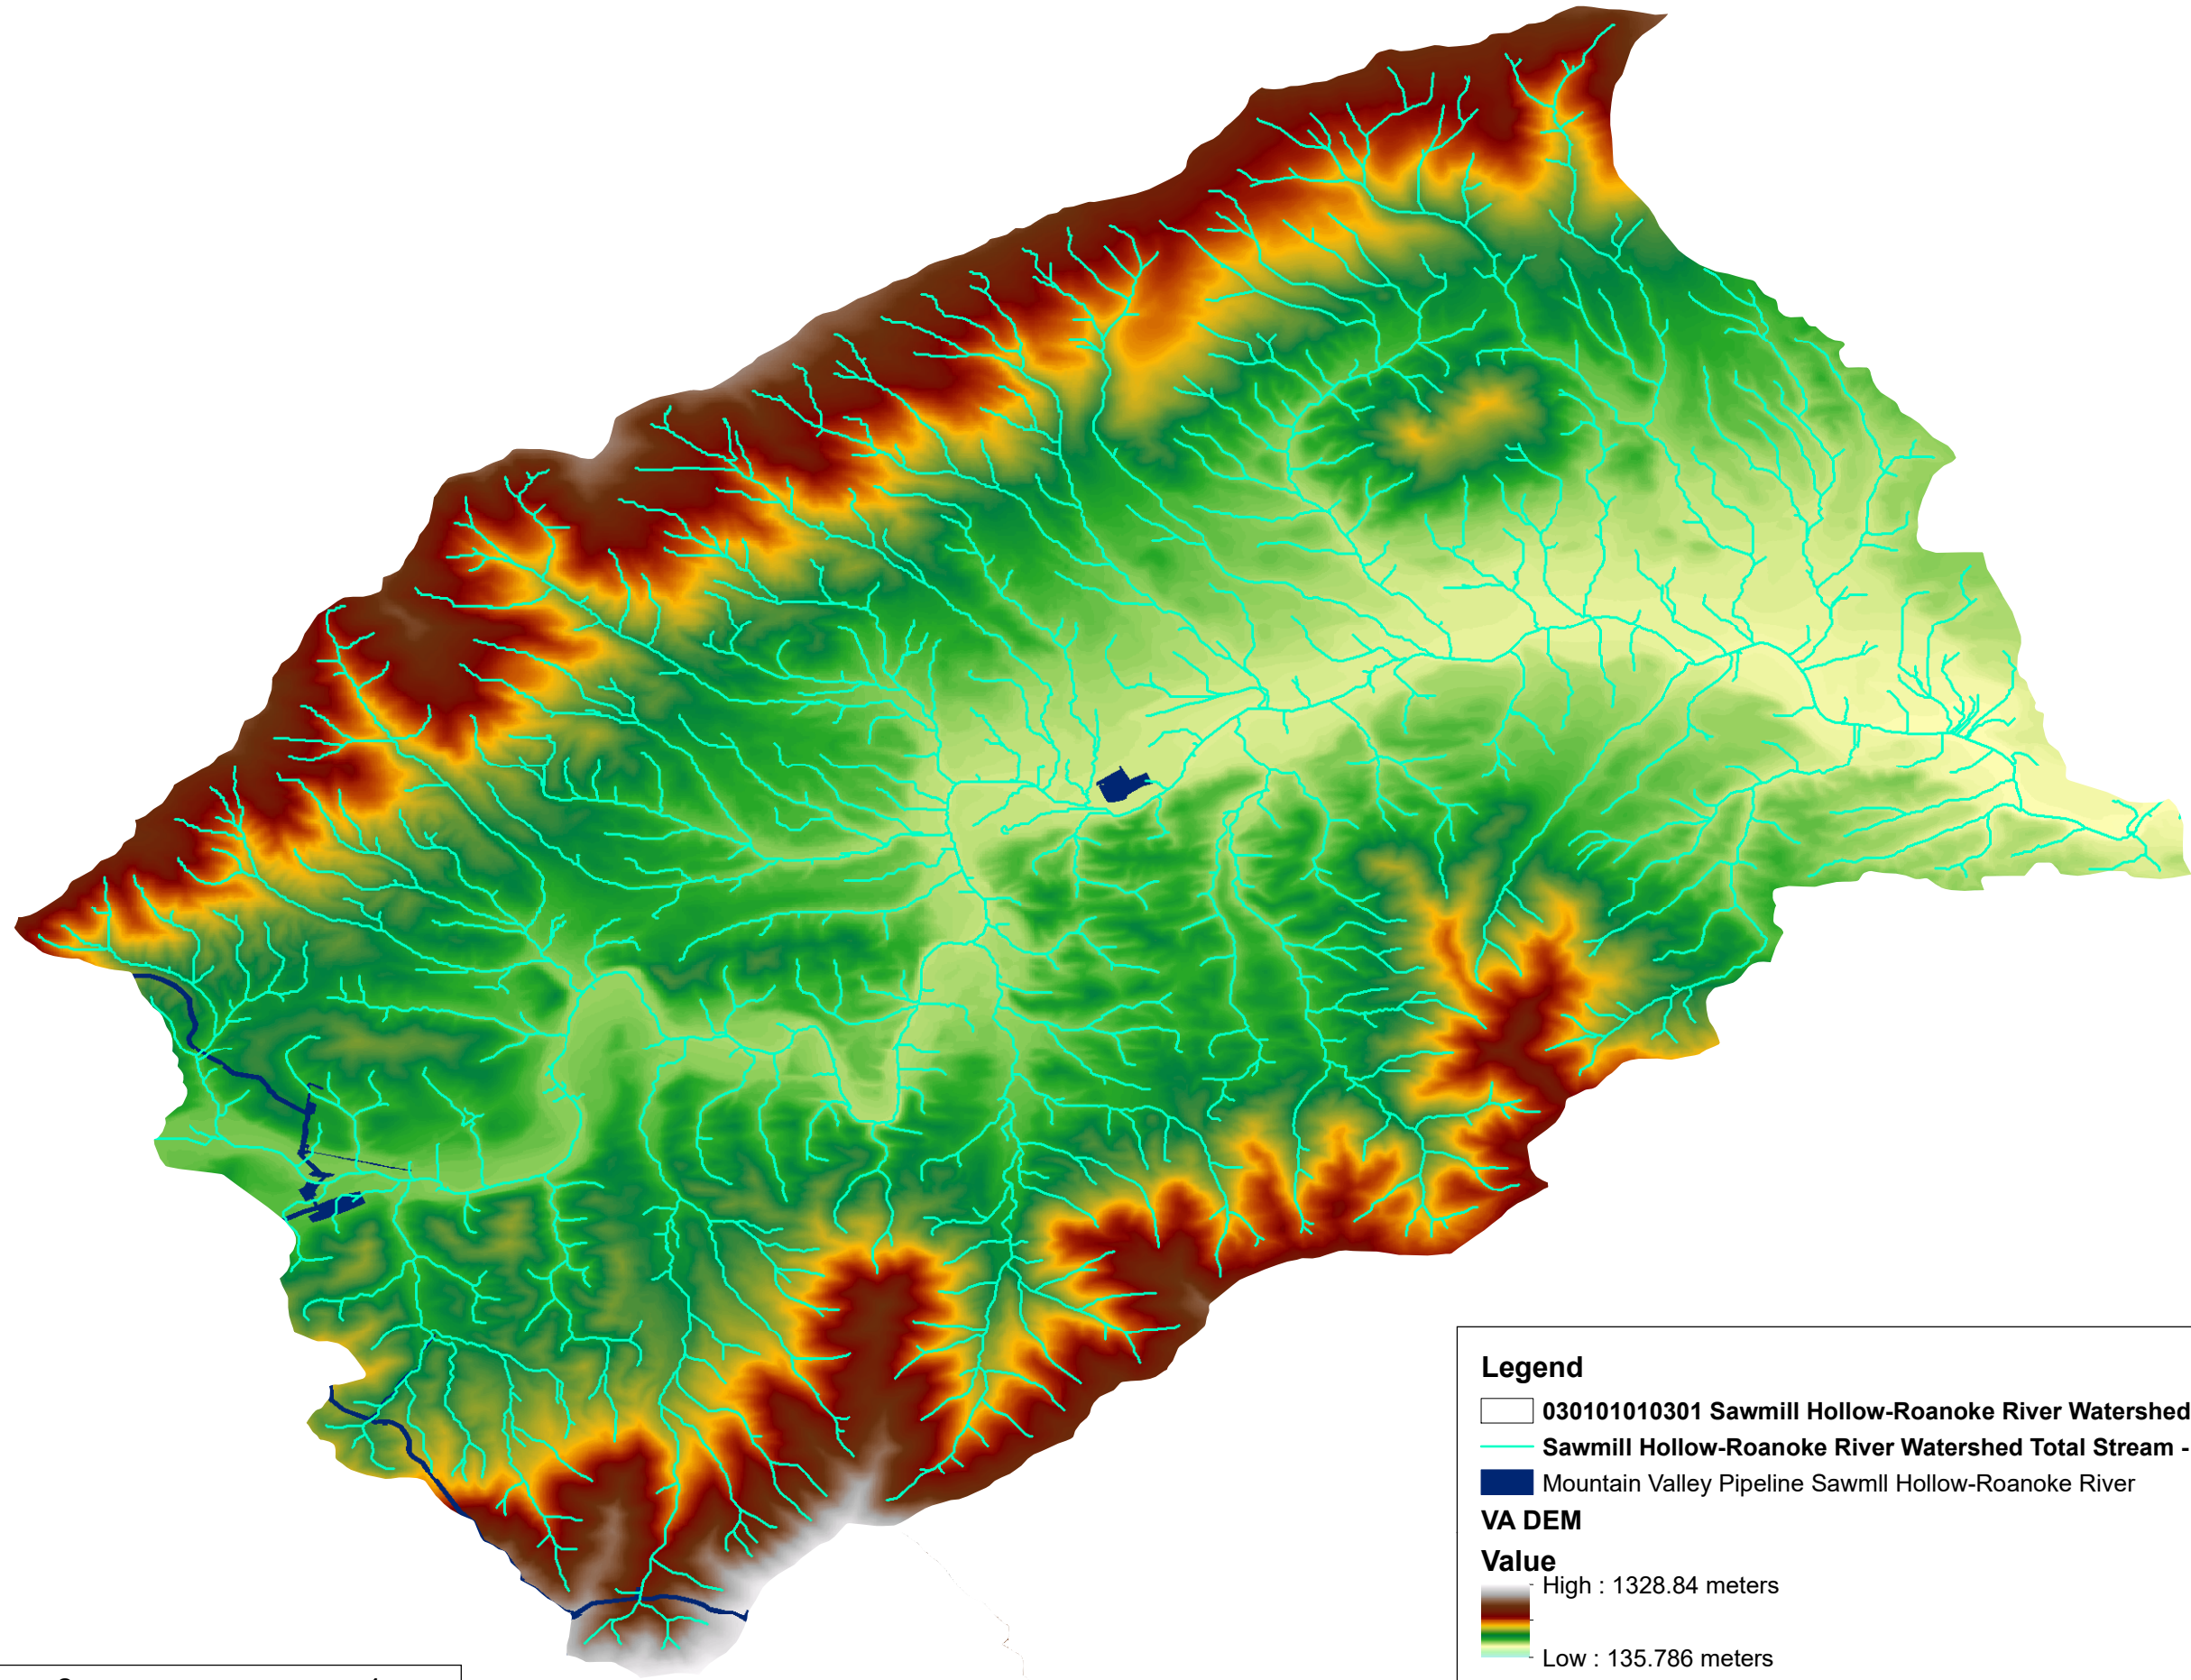 Legend
030101010301 Sawmill Hollow-Roanoke River Watershed
Sawmill Hollow-Roanoke River Watershed Total Stream -
Mountain Valley Pipeline Sawmll Hollow-Roanoke River
VA DEM
Value
High : 1328.84 meters
Low : 135.786 meters